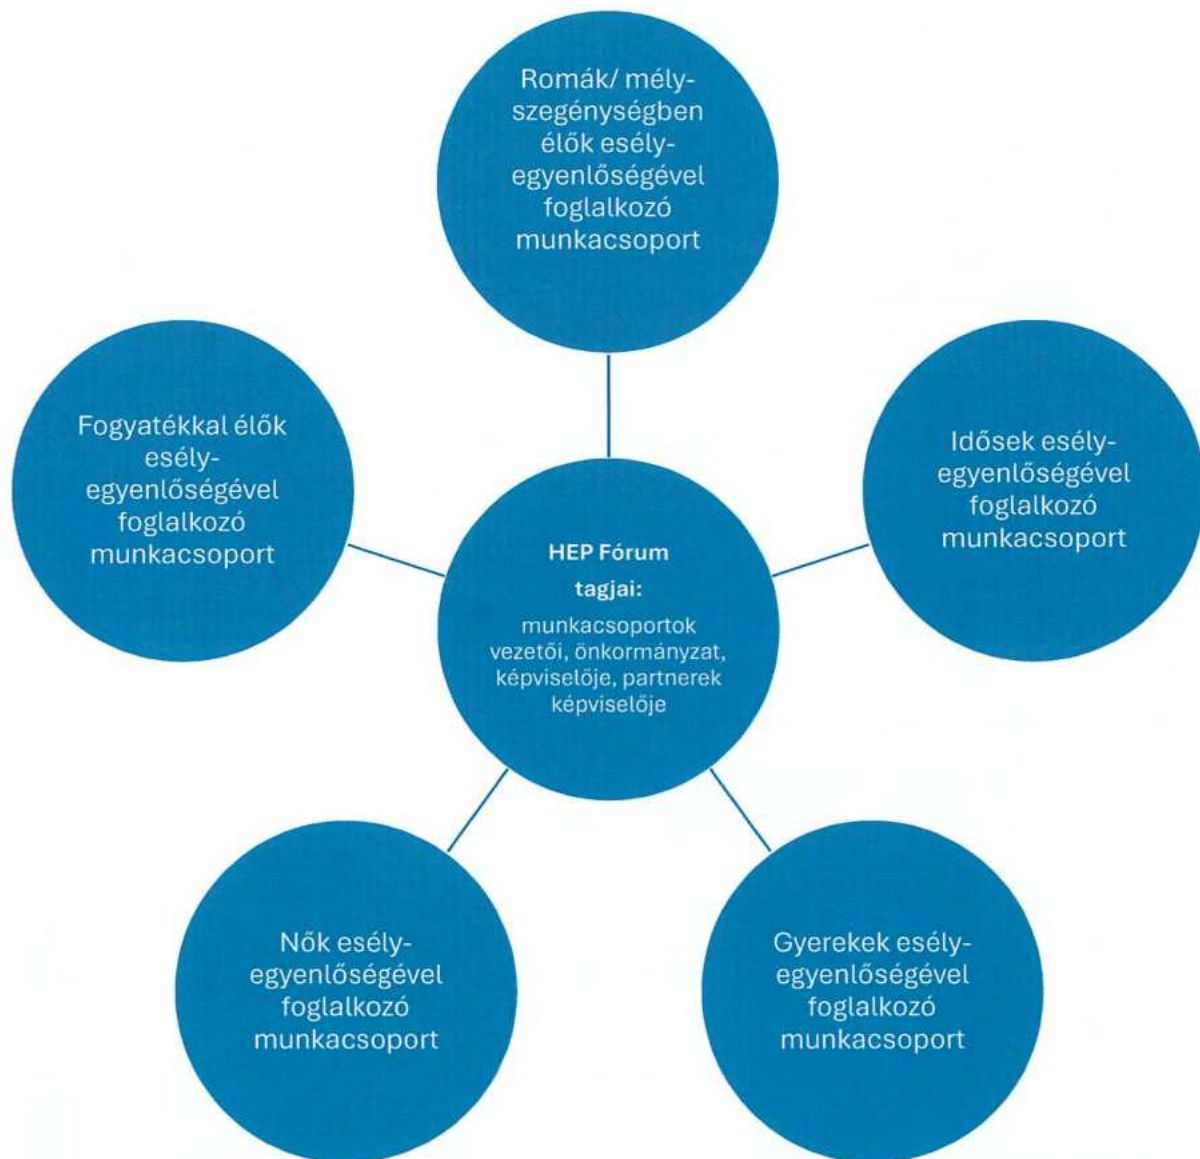 Romák/ mély-
szegénységben
élők esély-
egyenlőségével
foglalkozó
munkacsoport
Fogyatékkal élők
esély-
egyenlőségével
foglalkozó
munkacsoport
Idősek esély-
egyenlőségével
foglalkozó
munkacsoport
HEP Fórum
tagjai:
munkacsoportok
vezetői, önkormányzat,
képviselője, partnerek
képviselője
Nők esély-
egyenlőségével
foglalkozó
munkacsoport
Gyerekek esély-
egyenlőségével
foglalkozó
munkacsoport